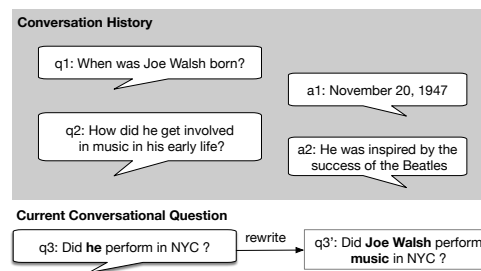 Conversation History
q1: When was Joe Walsh born?
a1: November 20, 1947
q2: How did he get involved
in music in his early life?
a2: He was inspired by the
success of the Beatles
Current Conversational Question
q3: Did he perform in NYC ?
rewrite
q3': Did Joe Walsh perform
music in NYC ?